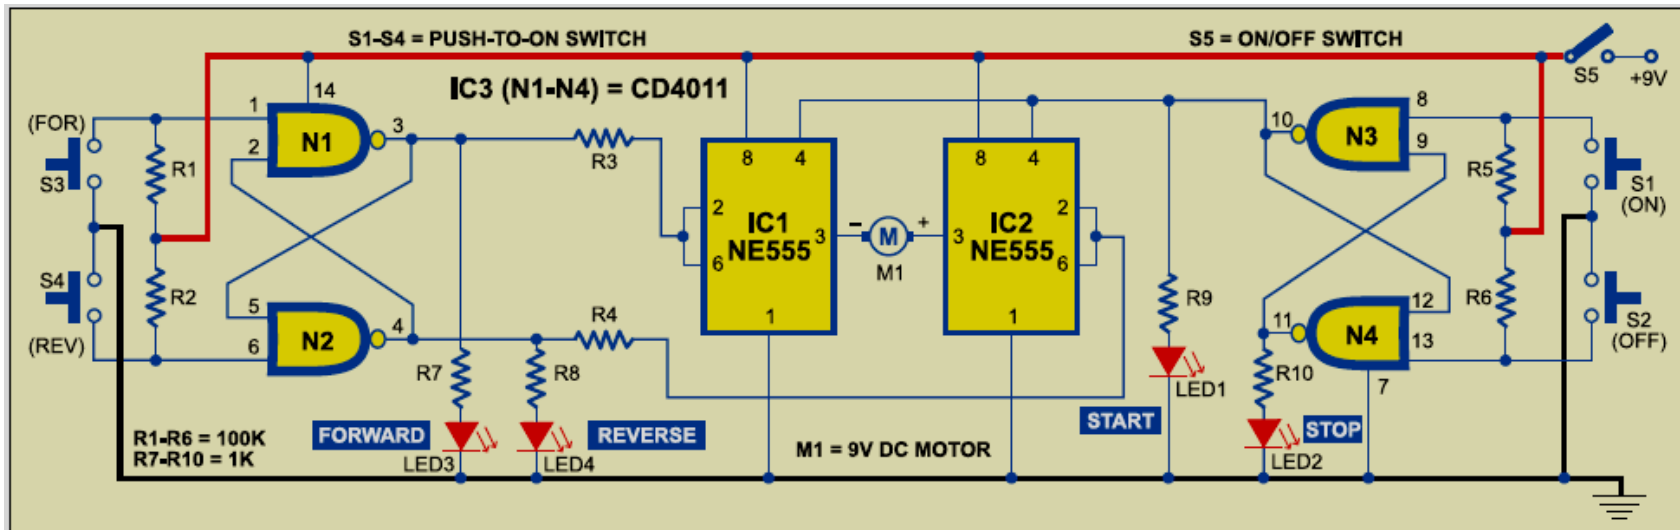 S1-S4 = PUSH-TO-ON SWITCH
S5 = ON/OFF SWITCH
S5
+9V
IC3 (N1-N4) = CD4011
14
(FOR)
1
N1
3
2
S3
R1
R3
8
4
8
4
10
N3
8
9
R5
S1
(ON)
2
IC1
NE555
3
6
1
-
M
+
M1
3
IC2
NE555
2
6
1
S4
R2
(REV)
5
N2
4
6
R4
R7
R8
R9
LED1
START
11
N4
12
13
7
R6
S2
(OFF)
R10
STOP
LED2
FORWARD
LED3
REVERSE
LED4
R1-R6 = 100K
R7-R10 = 1K
M1 = 9V DC MOTOR